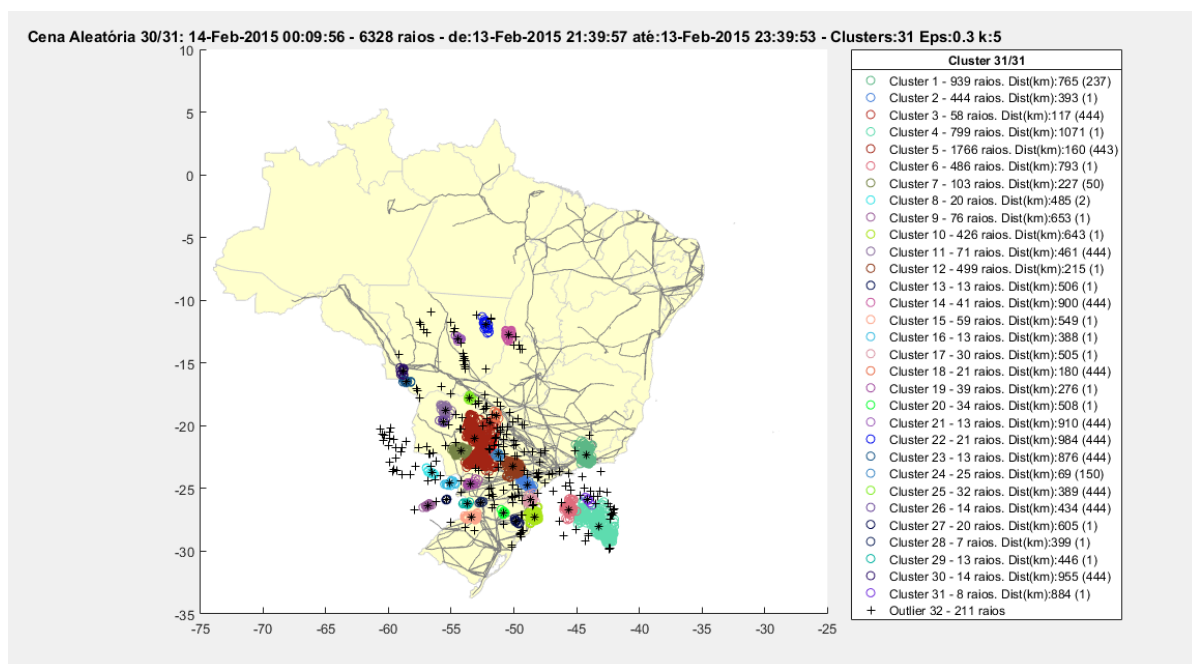 Cena Aleatória 30/31: 14-Feb-2015 00:09:56 - 6328 raios - de:13-Feb-2015 21:39:57 até:13-Feb-2015 23:39:53 - Clusters:31 Eps:0.3 k:5
10
5
0
-5
-10
-15
-20
-25
-30
-35
-75
-70
-65
-60
-55
-50
-45
-40
-35
-30
-25
Cluster 31/31
Cluster 1 - 939 raios. Dist(km):765 (237)
Cluster 2 - 444 raios. Dist(km):393 (1)
Cluster 3 - 58 raios. Dist(km):117 (444)
Cluster 4 - 799 raios. Dist(km):1071 (1)
Cluster 5 - 1766 raios. Dist(km):160 (443)
Cluster 6 - 486 raios. Dist(km):793 (1)
Cluster 7 - 103 raios. Dist(km):227 (50)
Cluster 8 - 20 raios. Dist(km):485 (2)
Cluster 9 - 76 raios. Dist(km):653 (1)
Cluster 10 - 426 raios. Dist(km):643 (1)
Cluster 11 - 71 raios. Dist(km):461 (444)
Cluster 12 - 499 raios. Dist(km):215 (1)
Cluster 13 - 13 raios. Dist(km):506 (1)
Cluster 14 - 41 raios. Dist(km):900 (444)
Cluster 15 - 59 raios. Dist(km):549 (1)
Cluster 16 - 13 raios. Dist(km):388 (1)
Cluster 17 - 30 raios. Dist(km):505 (1)
Cluster 18 - 21 raios. Dist(km):180 (444)
Cluster 19 - 39 raios. Dist(km):276 (1)
Cluster 20 - 34 raios. Dist(km):508 (1)
Cluster 21 - 13 raios. Dist(km):910 (444)
Cluster 22 - 21 raios. Dist(km):984 (444)
Cluster 23 - 13 raios. Dist(km):876 (444)
Cluster 24 - 25 raios. Dist(km):69 (150)
Cluster 25 - 32 raios. Dist(km):389 (444)
Cluster 26 - 14 raios. Dist(km):434 (444)
Cluster 27 - 20 raios. Dist(km):605 (1)
Cluster 28 - 7 raios. Dist(km):399 (1)
Cluster 29 - 13 raios. Dist(km):446 (1)
Cluster 30 - 14 raios. Dist(km):955 (444)
Cluster 31 - 8 raios. Dist(km):884 (1)
Outlier 32 - 211 raios